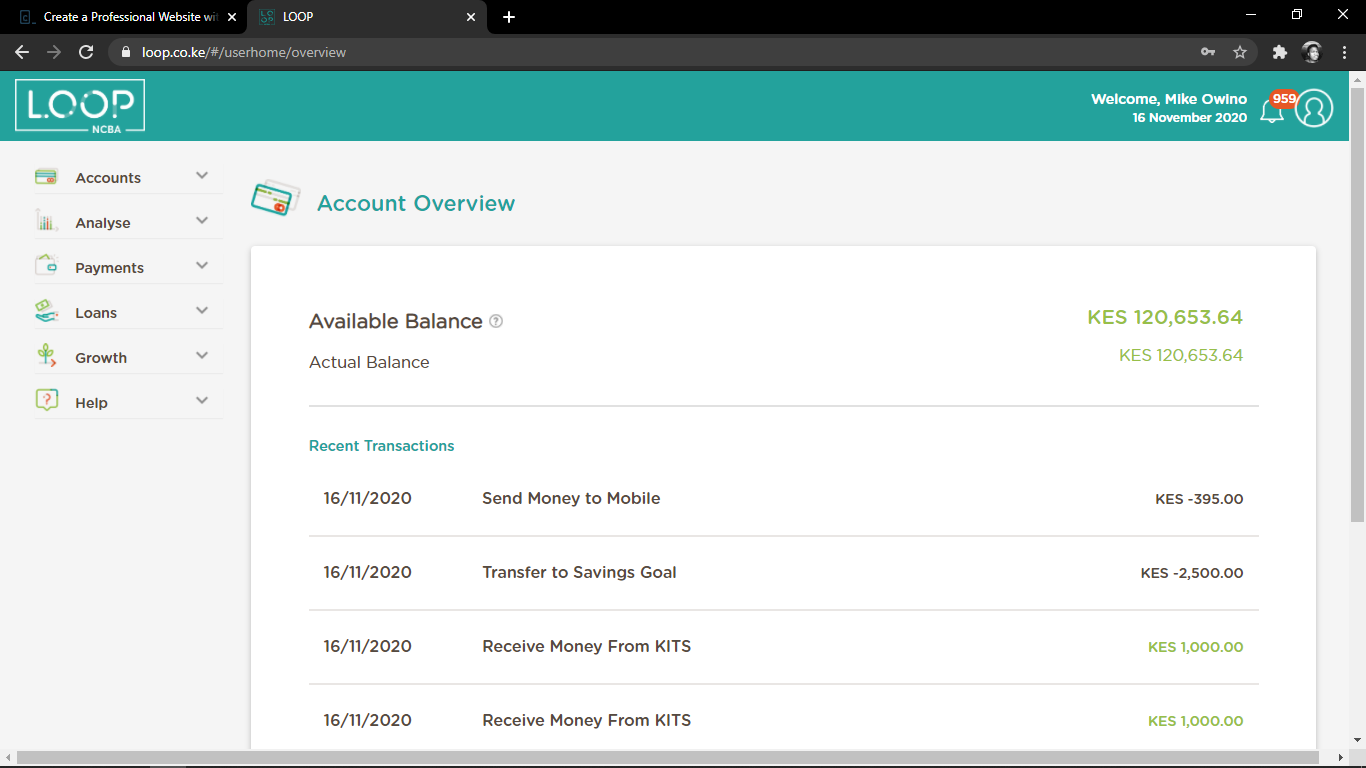 Create a Professional Website wit
LOOP
loop.co.ke/#/userhome/overview
LOOP
NCBA
Welcome, Mike Owino
16 November 2020
959
Accounts
Analyse
Payments
Loans
Growth
Help
Account Overview
Available Balance ?
KES 120,653.64
Actual Balance
KES 120,653.64
Recent Transactions
16/11/2020 Send Money to Mobile KES -395.00
16/11/2020 Transfer to Savings Goal KES -2,500.00
16/11/2020 Receive Money From KITS KES 1,000.00
16/11/2020 Receive Money From KITS KES 1,000.00